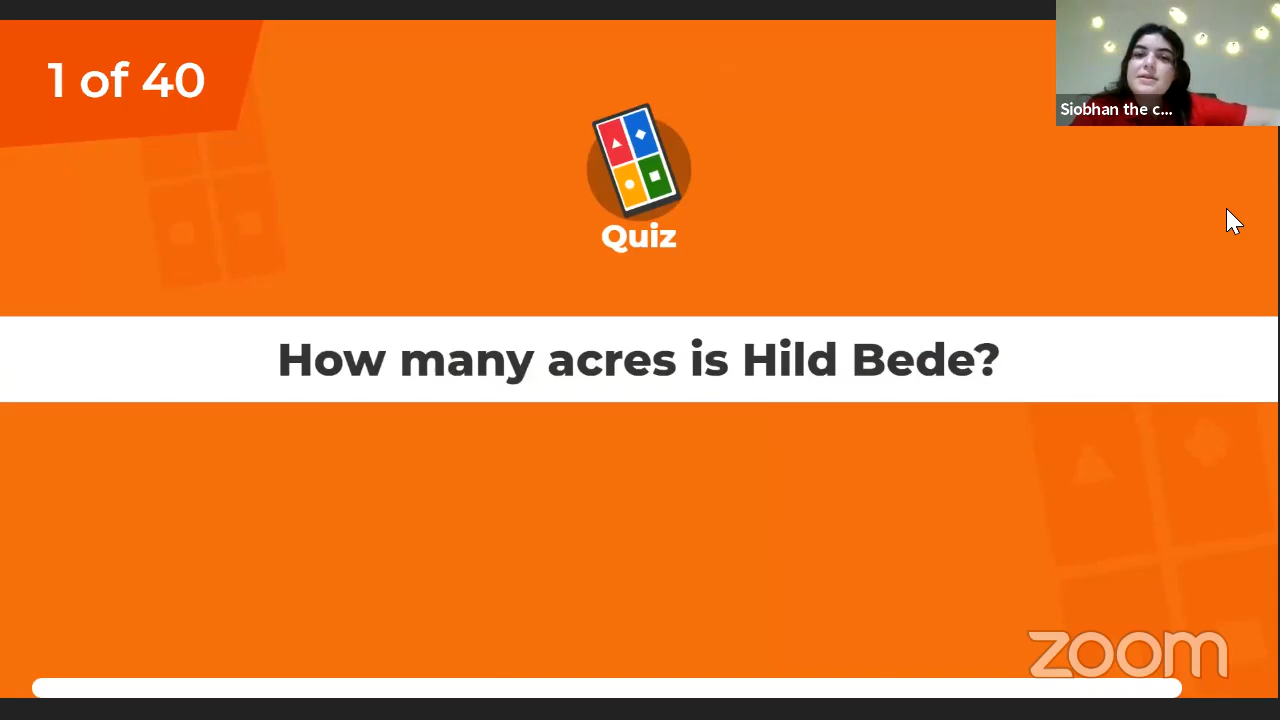 1 of 40
Siobhan the c...
Quiz
How many acres is Hild Bede?
zoom